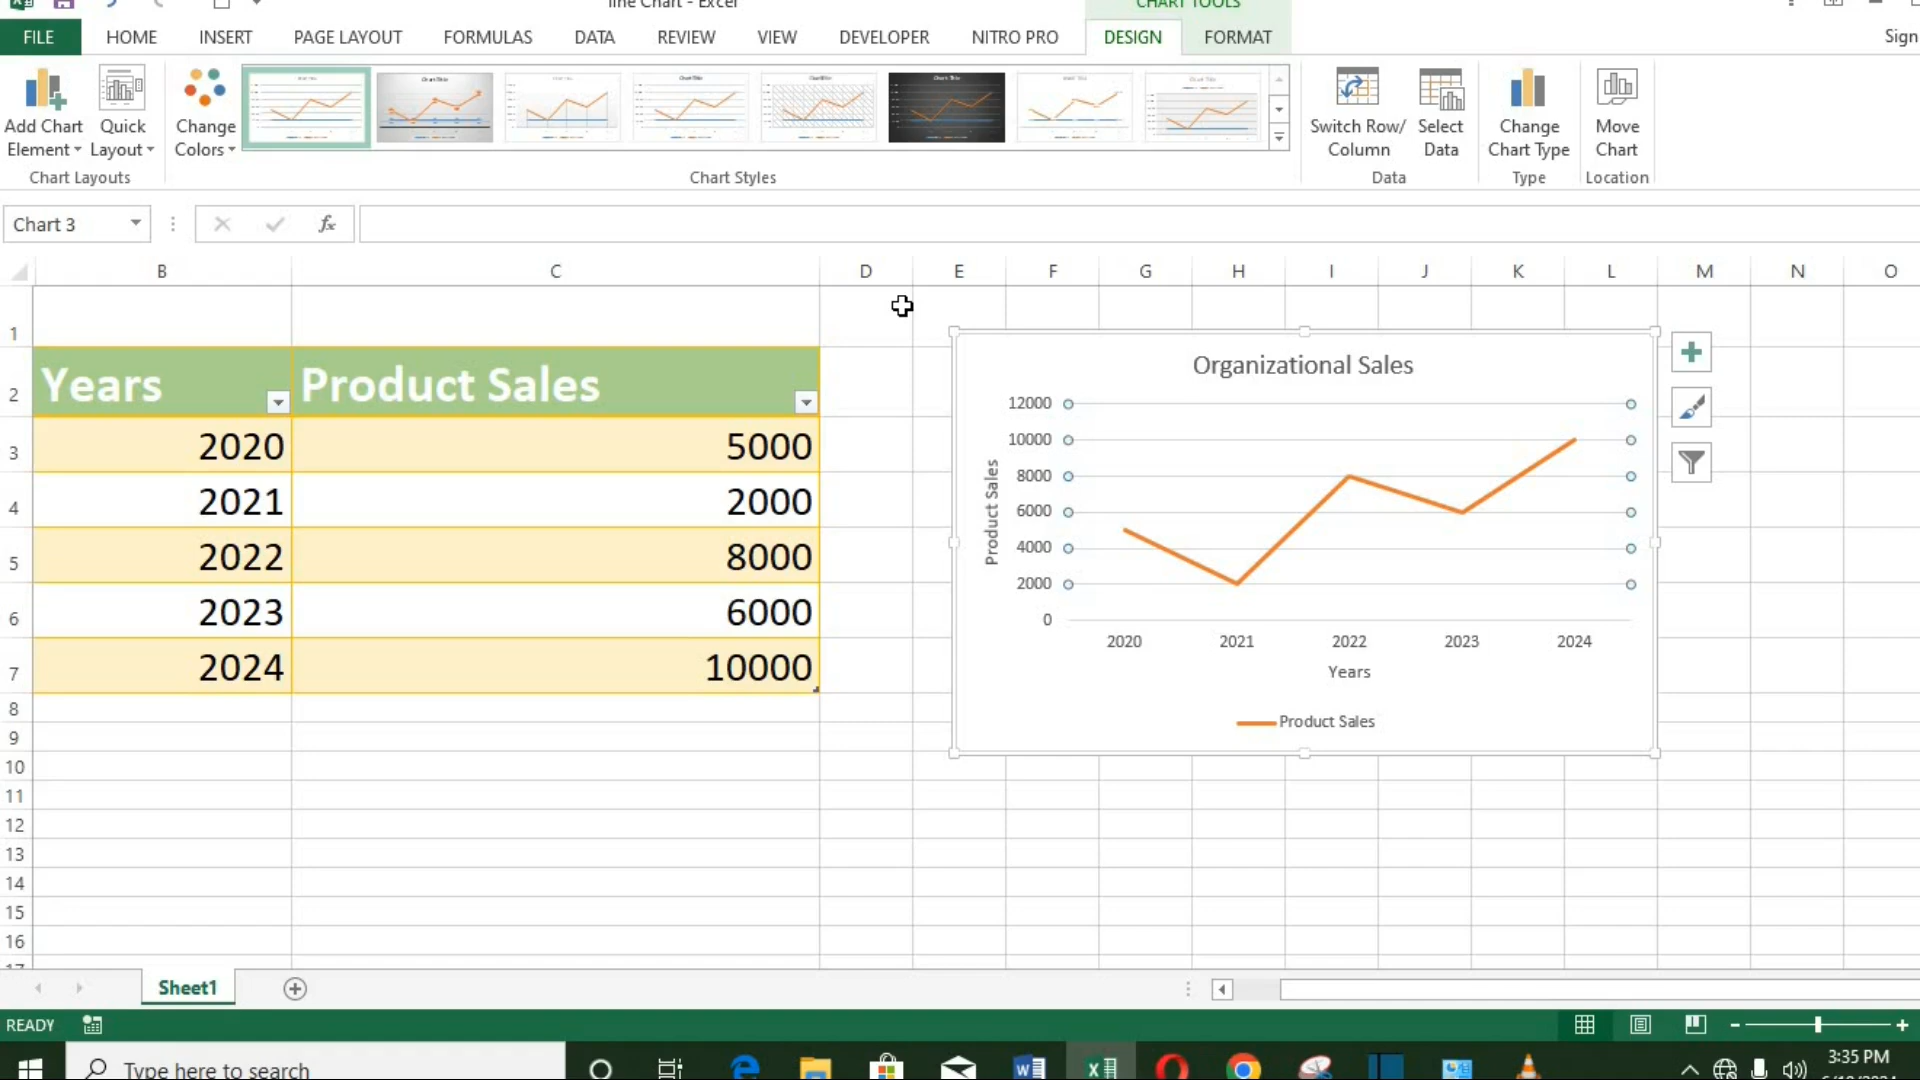 line Chart - Excel
CHART TOOLS
FILE HOME INSERT PAGE LAYOUT FORMULAS DATA REVIEW VIEW DEVELOPER NITRO PRO DESIGN FORMAT Sign
Add Chart Element
Quick Layout
Change Colors
Switch Row/ Column
Select Data
Change Chart Type
Move Chart
Chart Layouts
Chart Styles
Data
Type
Location
Chart 3
fx
B C D E F G H I J K L M N O
1
2 Years Product Sales
3 2020 5000
4 2021 2000
5 2022 8000
6 2023 6000
7 2024 10000
8
9
10
11
12
13
14
15
16
Organizational Sales
12000
10000
8000
6000
4000
2000
0
Product Sales
2020 2021 2022 2023 2024
Years
Product Sales
Sheet1
READY
Type here to search
3:35 PM